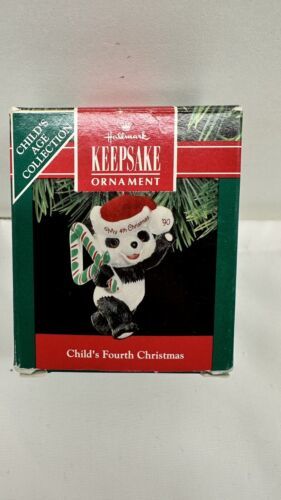 CHILD'S
AGE
COLLECTION
Hallmark
KEEPSAKE
ORNAMENT
My 4th Christmas
90
Child's Fourth Christmas